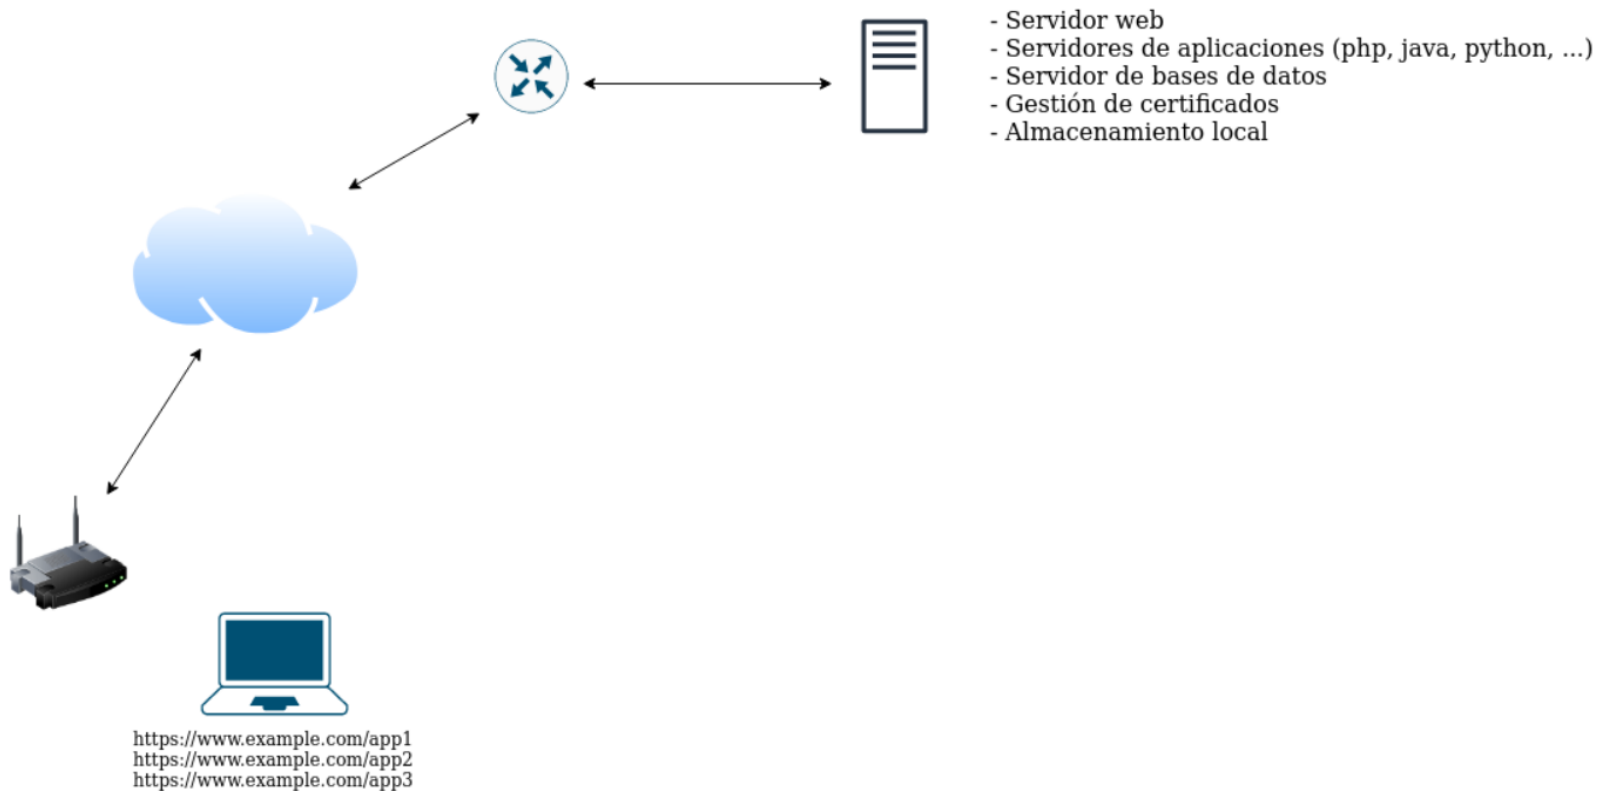 - Servidor web
- Servidores de aplicaciones (php, java, python, ...)
- Servidor de bases de datos
- Gestión de certificados
- Almacenamiento local
https://www.example.com/app1
https://www.example.com/app2
https://www.example.com/app3